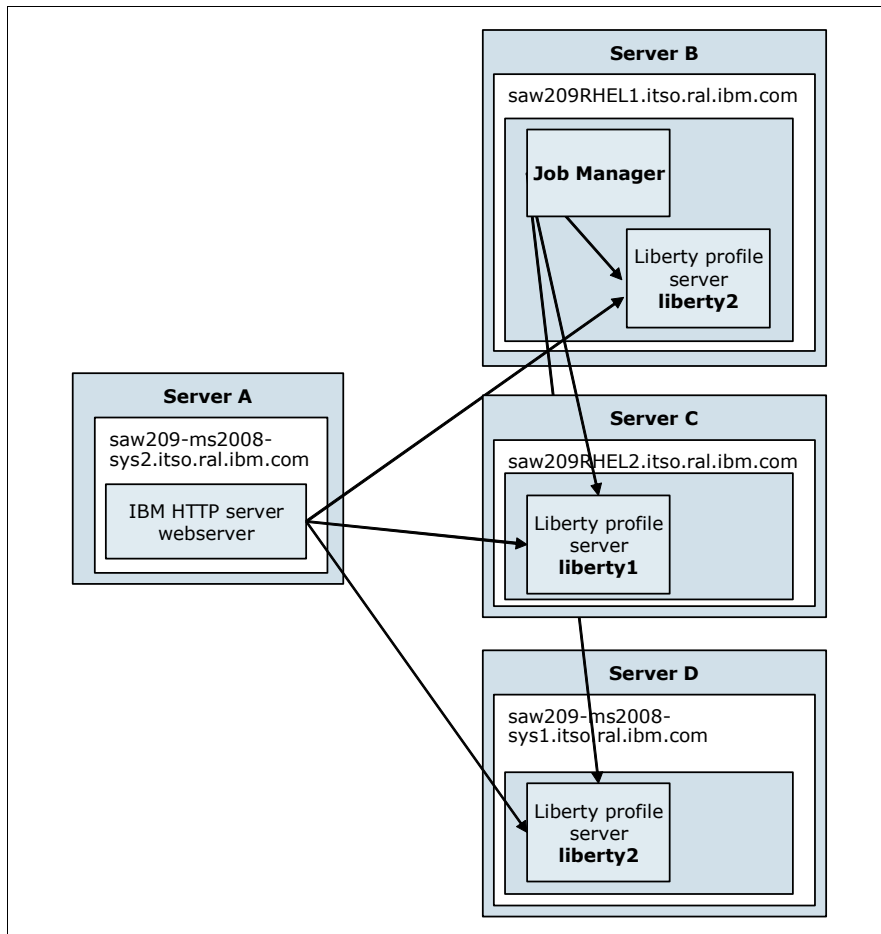 Server B
saw209RHEL1.itso.ral.ibm.com
Job Manager
Liberty profile
server
liberty2
Server A
saw209-ms2008-
sys2.itso.ral.ibm.com
IBM HTTP server
webserver
Server C
saw209RHEL2.itso.ral.ibm.com
Liberty profile
server
liberty1
Server D
saw209-ms2008-
sys1.itso.ral.ibm.com
Liberty profile
server
liberty2